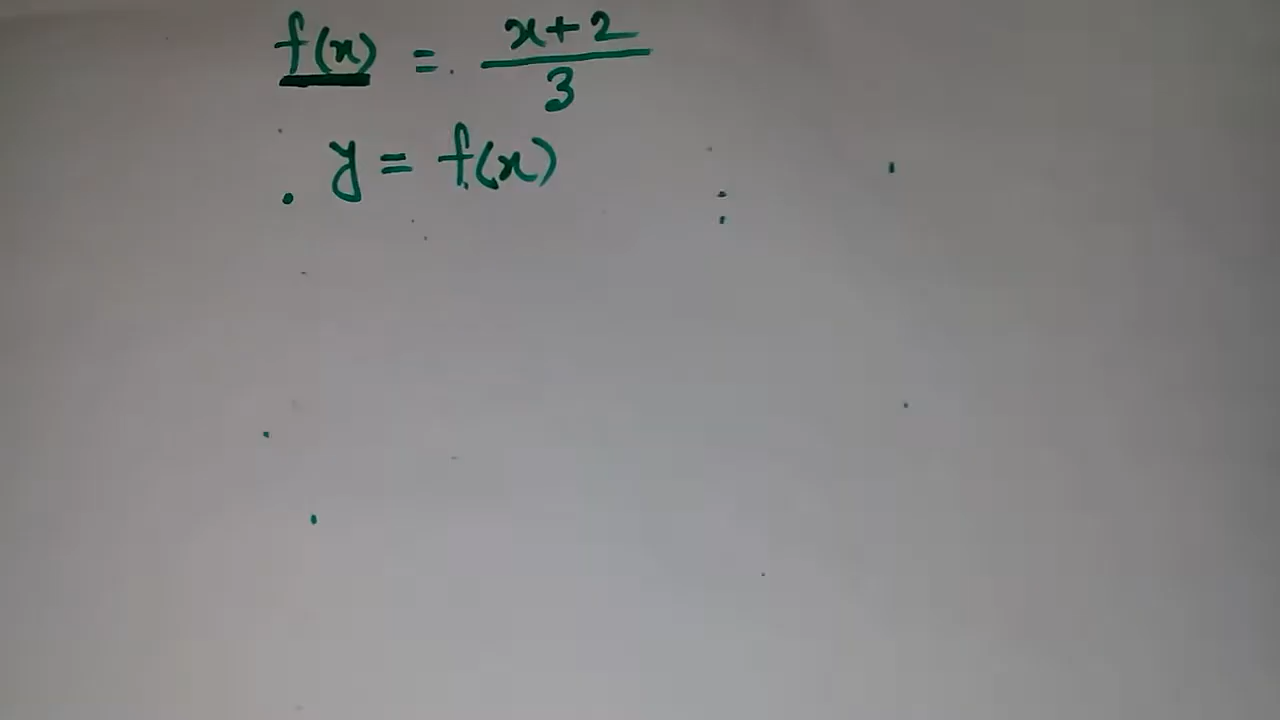 f(x) = x+2/3
y = f(x)